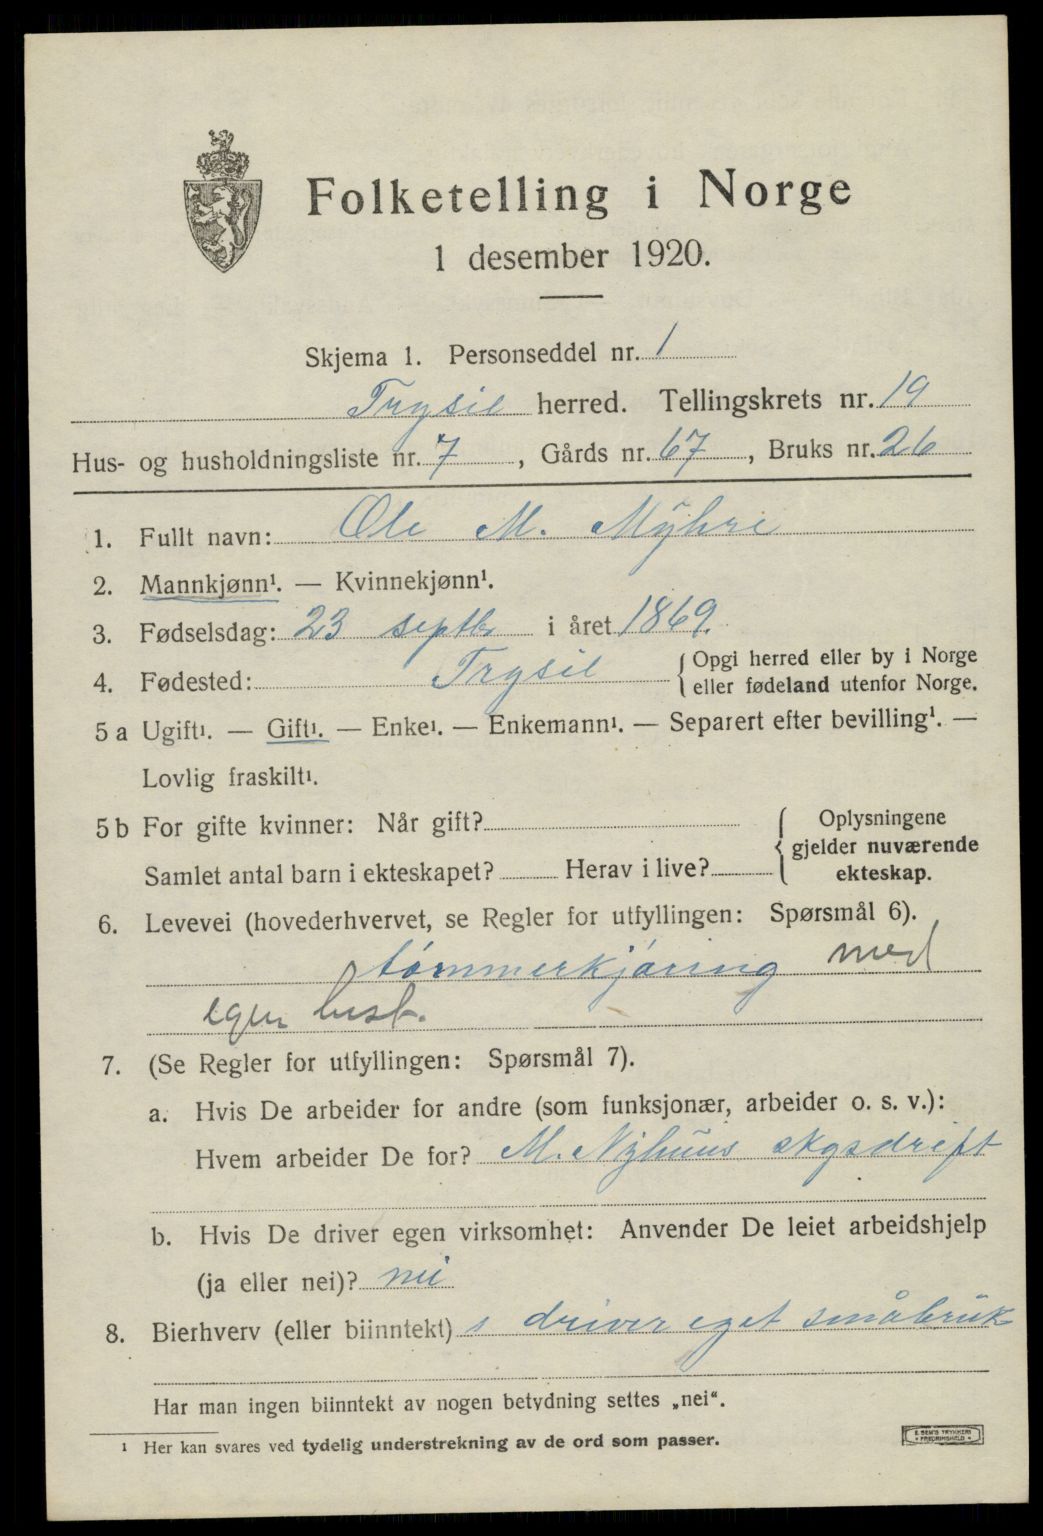 Folketelling i Norge
1 desember 1920.
Skjema 1. Personseddel nr. 1
Trysil herred. Tellingskrets nr. 19
Hus- og husholdningsliste nr. 7, Gårds nr. 67, Bruks nr. 26
1. Fullt navn: Ole M. Myhre
2. Mannkjønn¹. — Kvinnekjønn¹.
3. Fødselsdag: 23 septbr i året 1869.
4. Fødested: Trysil { Opgi herred eller by i Norge
eller fødeland utenfor Norge.
5 a Ugift¹. — Gift¹. — Enke¹. — Enkemann¹. — Separert efter bevilling¹. —
Lovlig fraskilt¹.
5 b For gifte kvinner: Når gift? { Oplysningene
gjelder nuværende
Samlet antal barn i ekteskapet? Herav i live? ekteskap.
6. Levevei (hovederhvervet, se Regler for utfyllingen: Spørsmål 6).
tømmerkjøring med
egen hest.
7. (Se Regler for utfyllingen: Spørsmål 7).
a. Hvis De arbeider for andre (som funksjonær, arbeider o. s. v.):
Hvem arbeider De for? M. Nyhuus skogsdrift
b. Hvis De driver egen virksomhet: Anvender De leiet arbeidshjelp
(ja eller nei)? nei
8. Bierhverv (eller biinntekt) driver eget småbruk
Har man ingen biinntekt av nogen betydning settes „nei“.
¹ Her kan svares ved tydelig understrekning av de ord som passer.